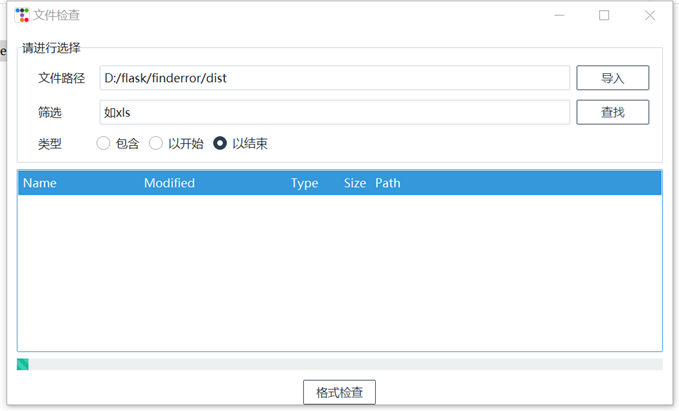 文件检查
请进行选择
文件路径 D:/flask/finderror/dist 导入
筛选 如xls 查找
类型 包含 以开始 以结束
Name Modified Type Size Path
格式检查